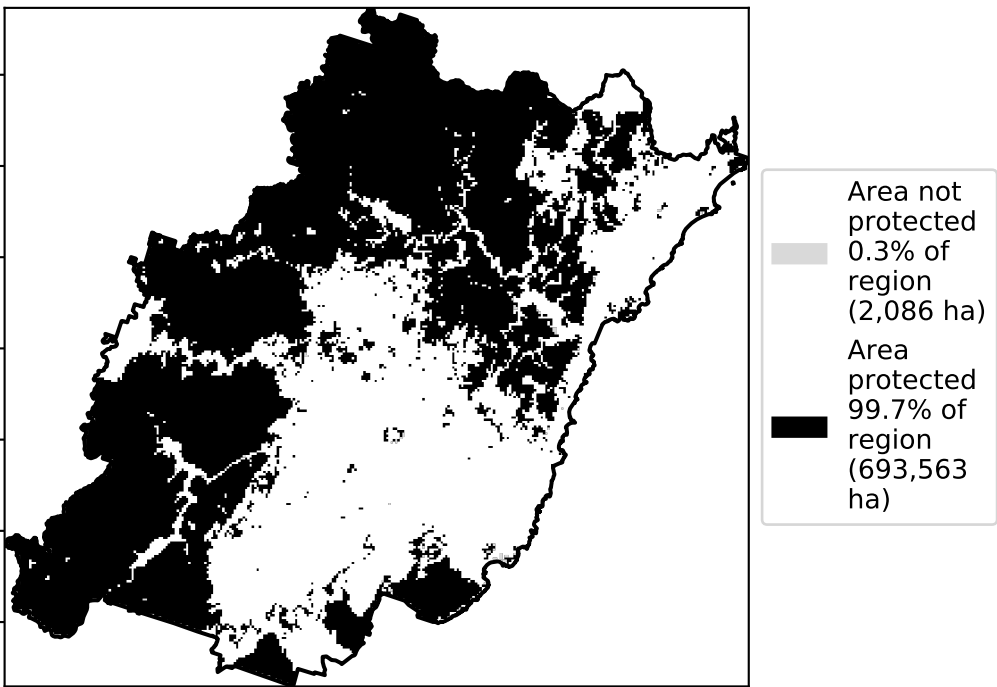 Area not
protected
0.3% of
region
(2,086 ha)
Area
protected
99.7% of
region
(693,563
ha)